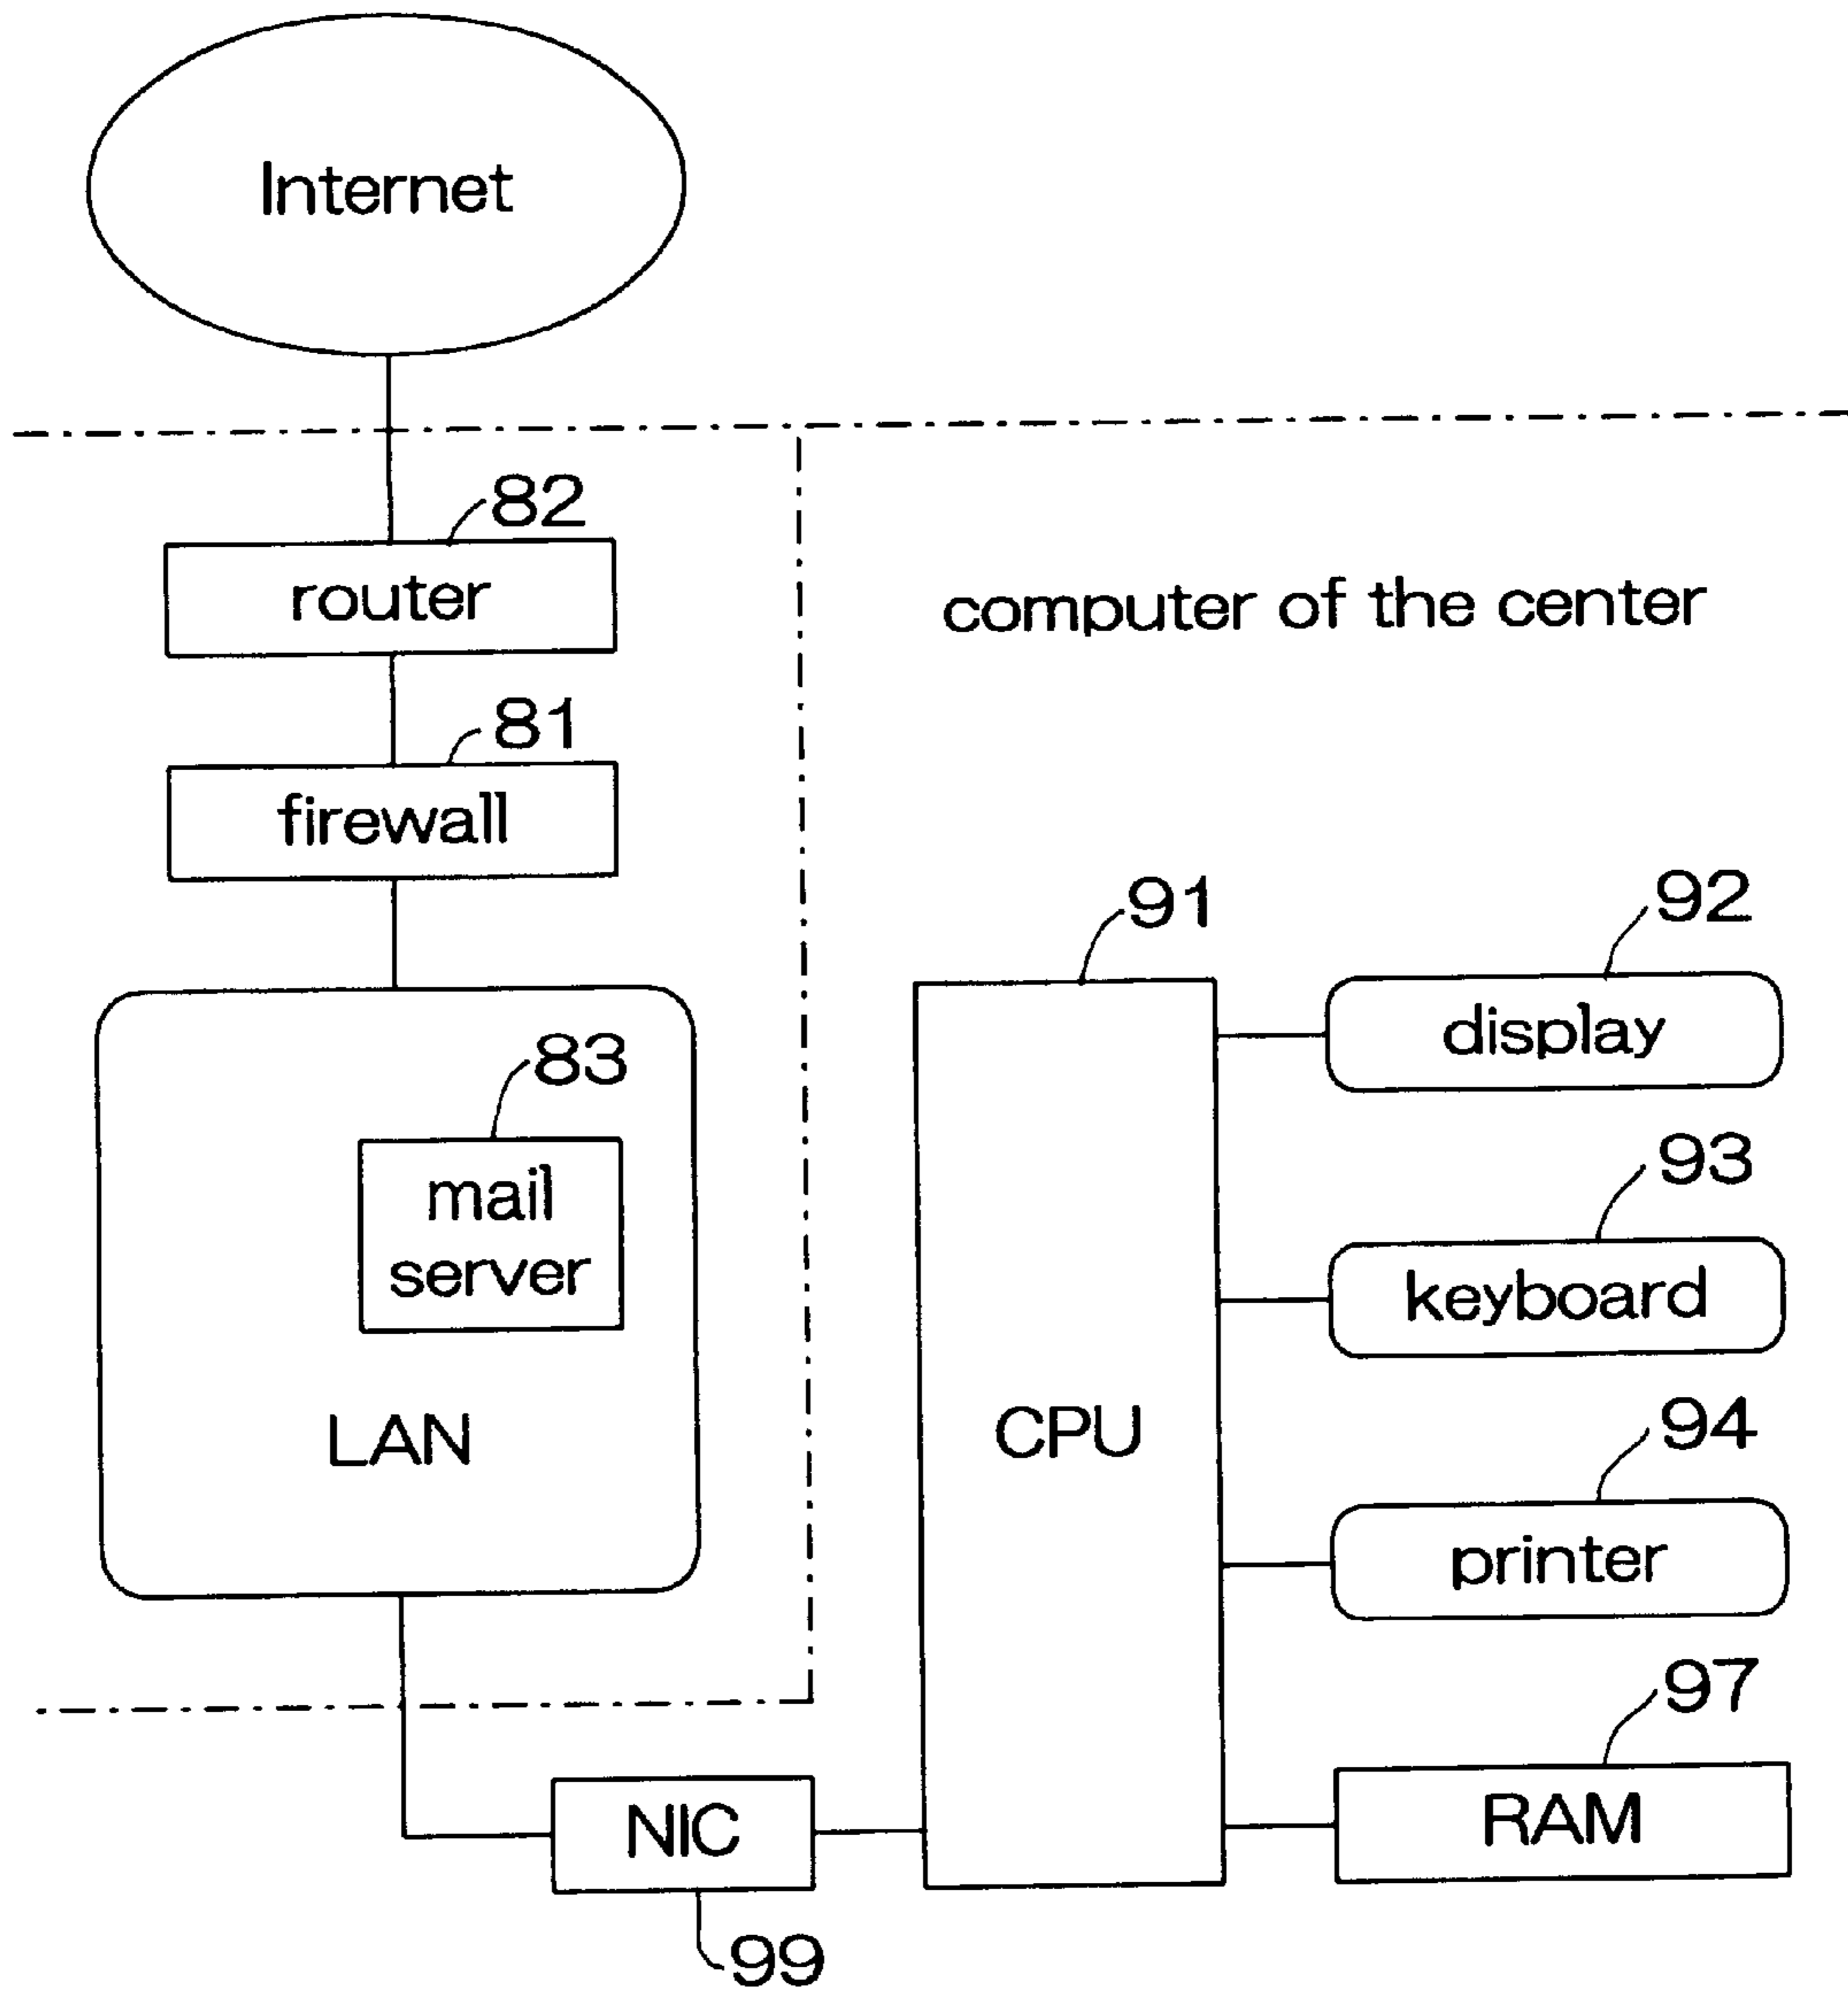 Internet
82
router
computer of the center
81
firewall
91
92
display
83
mail
server
93
keyboard
LAN
CPU
94
printer
97
NIC
RAM
99